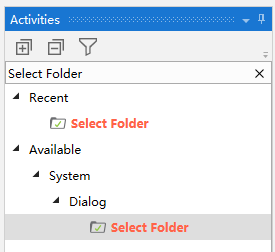 Activities
Select Folder
Recent
Select Folder
Available
System
Dialog
Select Folder